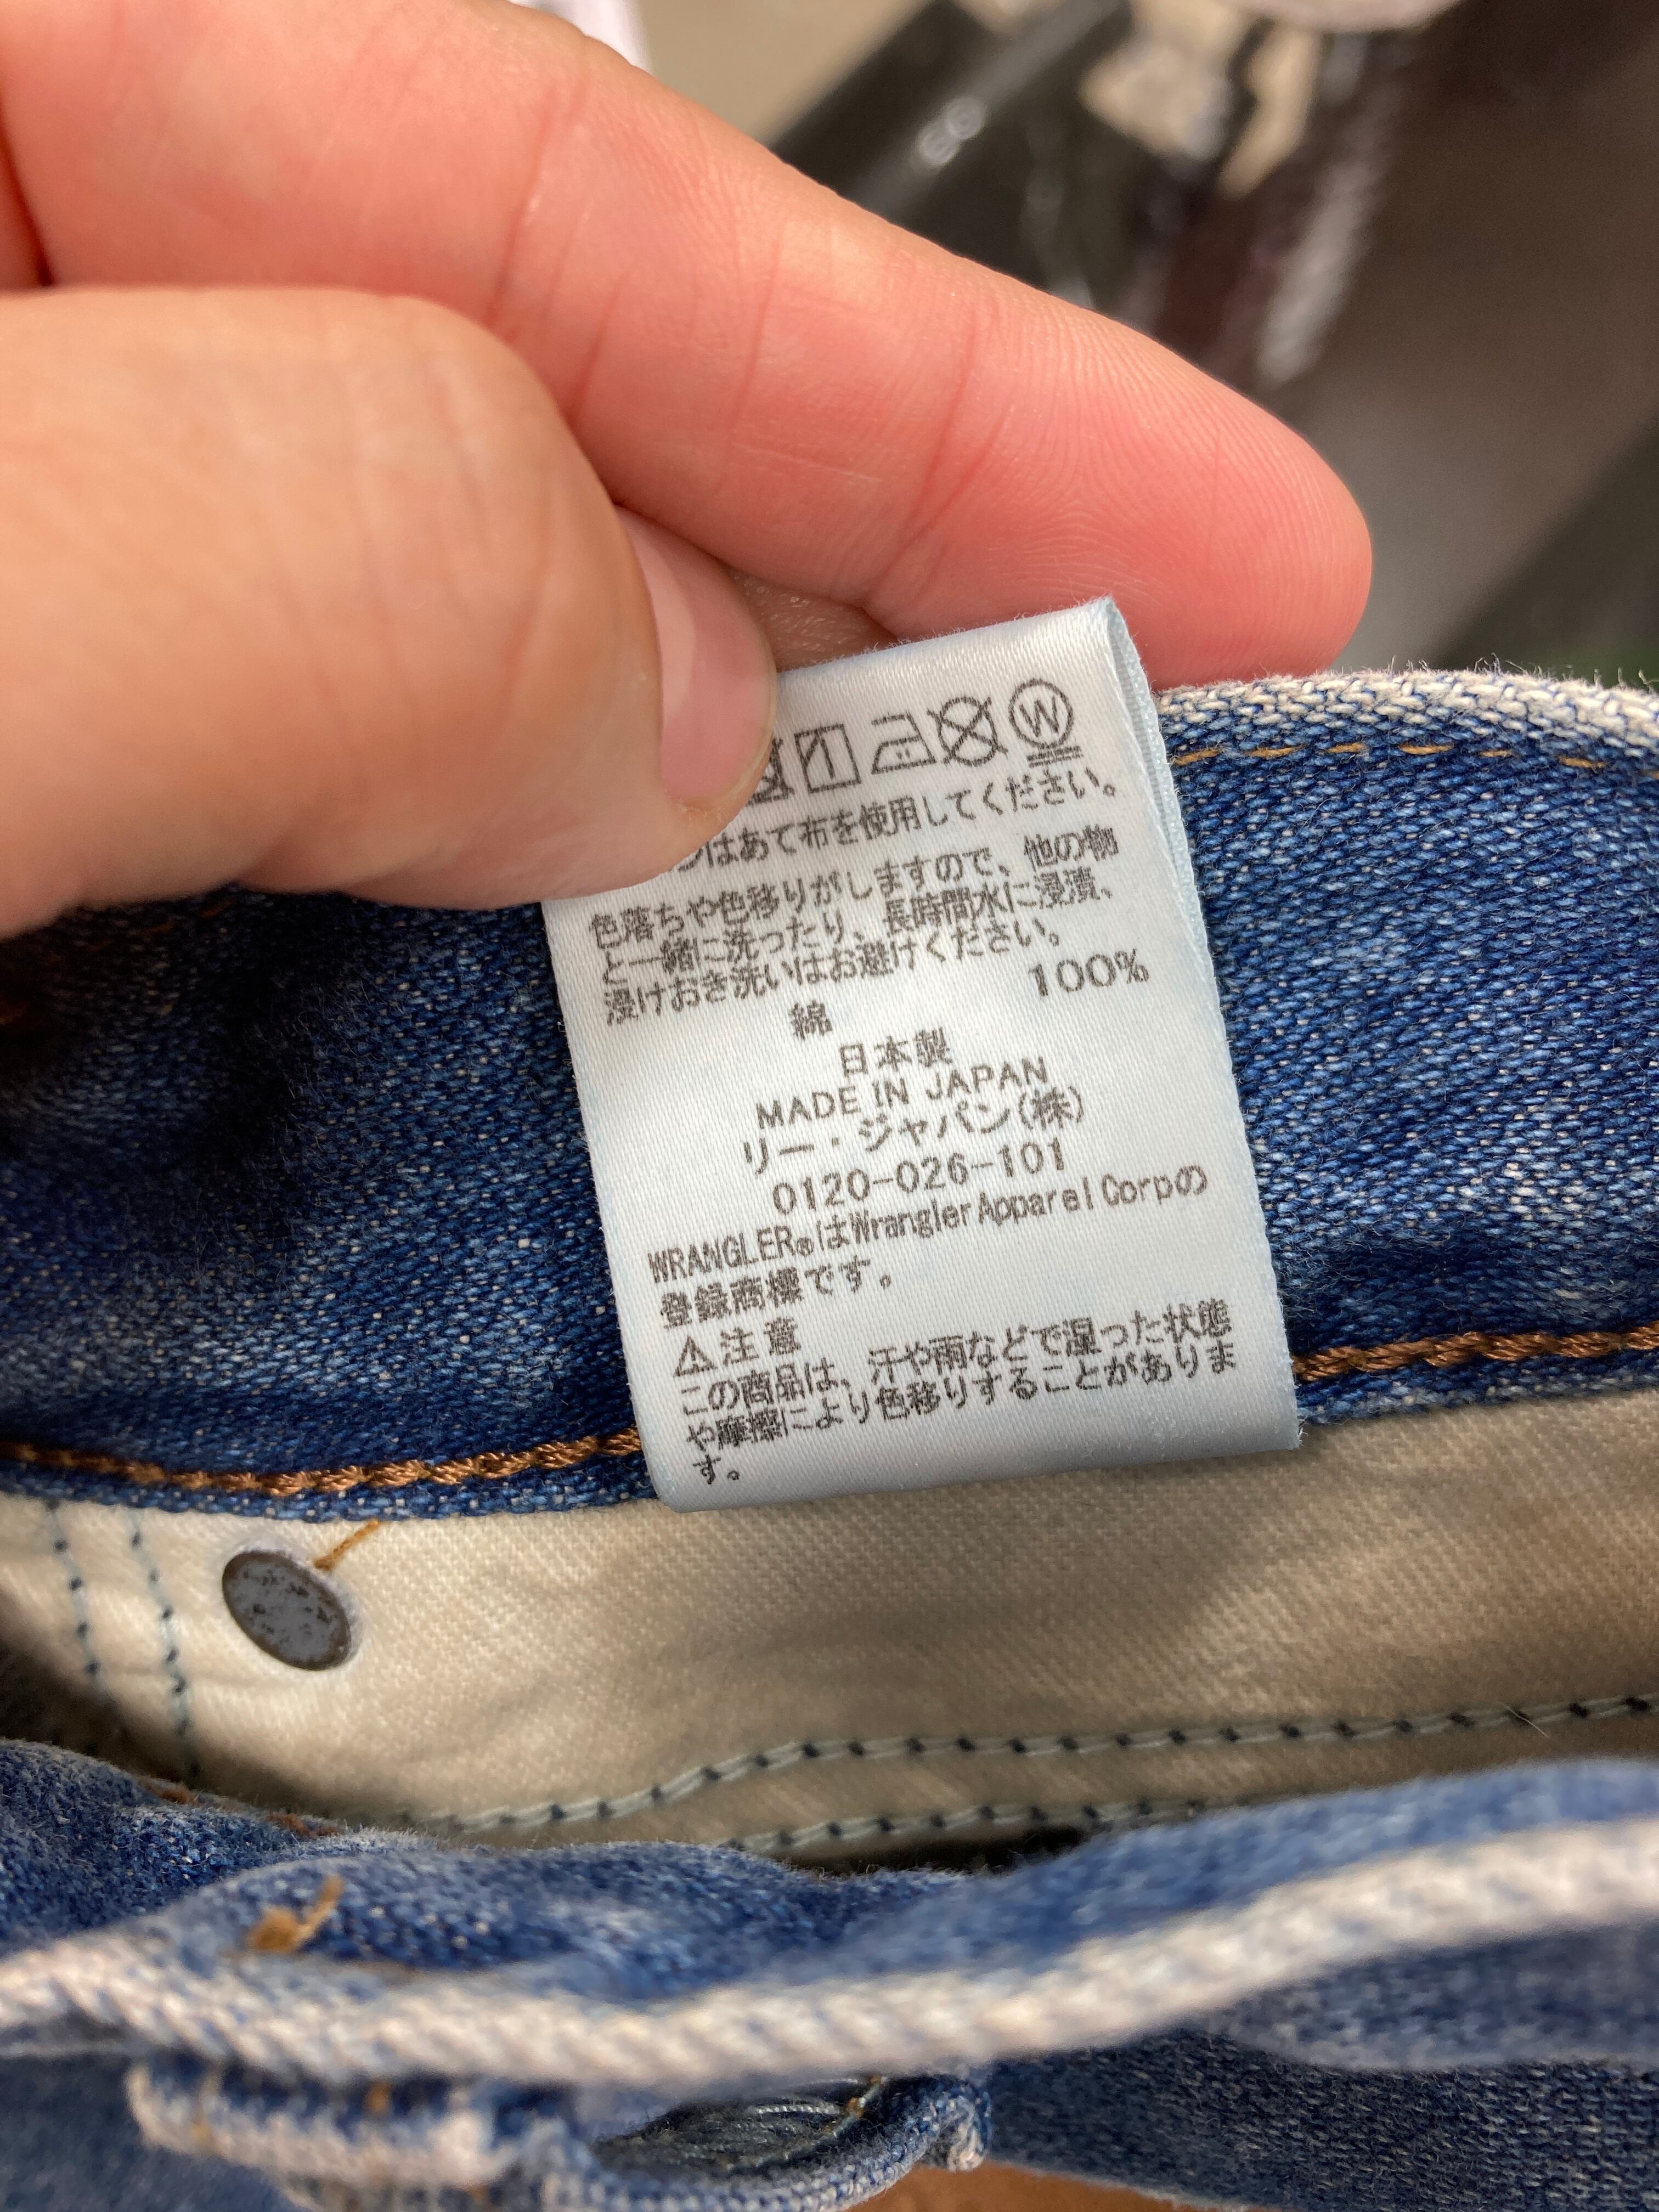 W
はあて布を使用してください。
色落ちや色移りがしますので、他の物
と一緒に洗ったり、長時間水に浸漬、
浸けおき洗いはお避けください。
綿 100%
日本製
MADE IN JAPAN
リー・ジャパン(株)
0120-026-101
WRANGLER®はWrangler Apparel Corpの
登録商標です。
⚠注意
この商品は、汗や雨などで湿った状態
や摩擦により色移りすることがありま
す。